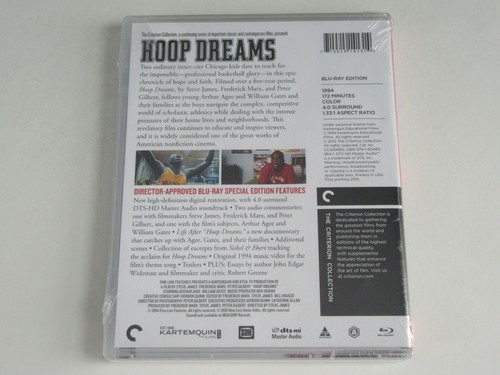 The Criterion Collection, a continuing series of important classic and contemporary films, presents
HOOP DREAMS
Two ordinary inner-city Chicago kids dare to reach for
the impossible—professional basketball glory—in this epic
chronicle of hope and faith. Filmed over a five-year period,
Hoop Dreams, by Steve James, Frederick Marx, and Peter
Gilbert, follows young Arthur Agee and William Gates and
their families as the boys navigate the complex, competitive
world of scholastic athletics while dealing with the intense
pressures of their home lives and neighborhoods. This
revelatory film continues to educate and inspire viewers,
and it is widely considered one of the great works of
American nonfiction cinema.
DIRECTOR-APPROVED BLU-RAY SPECIAL EDITION FEATURES
New high-definition digital restoration, with 4.0 surround
DTS-HD Master Audio soundtrack • Two audio commentaries:
one with filmmakers Steve James, Frederick Marx, and Peter
Gilbert, and one with the film's subjects, Arthur Agee and
William Gates • Life After "Hoop Dreams," a new documentary
that catches up with Agee, Gates, and their families • Additional
scenes • Collection of excerpts from Siskel & Ebert tracking
the acclaim for Hoop Dreams • Original 1994 music video for the
film's theme song • Trailers • PLUS: Essays by author John Edgar
Wideman and filmmaker and critic Robert Greene
BLU-RAY EDITION
1994
172 MINUTES
COLOR
4.0 SURROUND
1.33:1 ASPECT RATIO
THE CRITERION COLLECTION
The Criterion Collection is
dedicated to gathering
the greatest films from
around the world and
publishing them in
editions of the highest
technical quality,
with supplemental
features that enhance
the appreciation of
the art of film. Visit us
at Criterion.com
EST 1966
KARTEMQUIN
FILMS
dts-HD
Master Audio